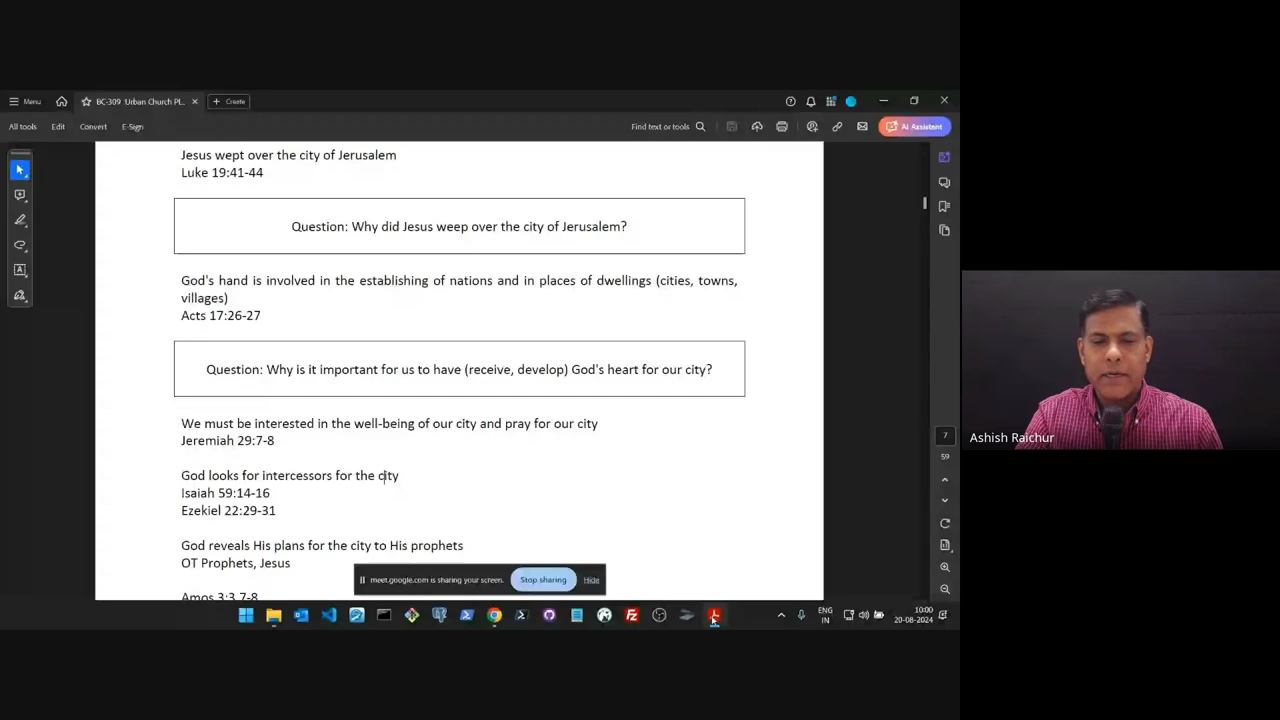 Menu
BC-309 :Urban Church PL..
Create
All tools
Edit
Convert
E-Sign
Find text or tools
AI Assistant
Jesus wept over the city of Jerusalem
Luke 19:41-44
Question: Why did Jesus weep over the city of Jerusalem?
God's hand is involved in the establishing of nations and in places of dwellings (cities, towns,
villages)
Acts 17:26-27
Question: Why is it important for us to have (receive, develop) God's heart for our city?
We must be interested in the well-being of our city and pray for our city
Jeremiah 29:7-8
God looks for intercessors for the city
Isaiah 59:14-16
Ezekiel 22:29-31
God reveals His plans for the city to His prophets
OT Prophets, Jesus
Amos 3:3,7-8
7
59
meet.google.com is sharing your screen.
Stop sharing
Hide
ENG
IN
10:00
20-08-2024
Ashish Raichur